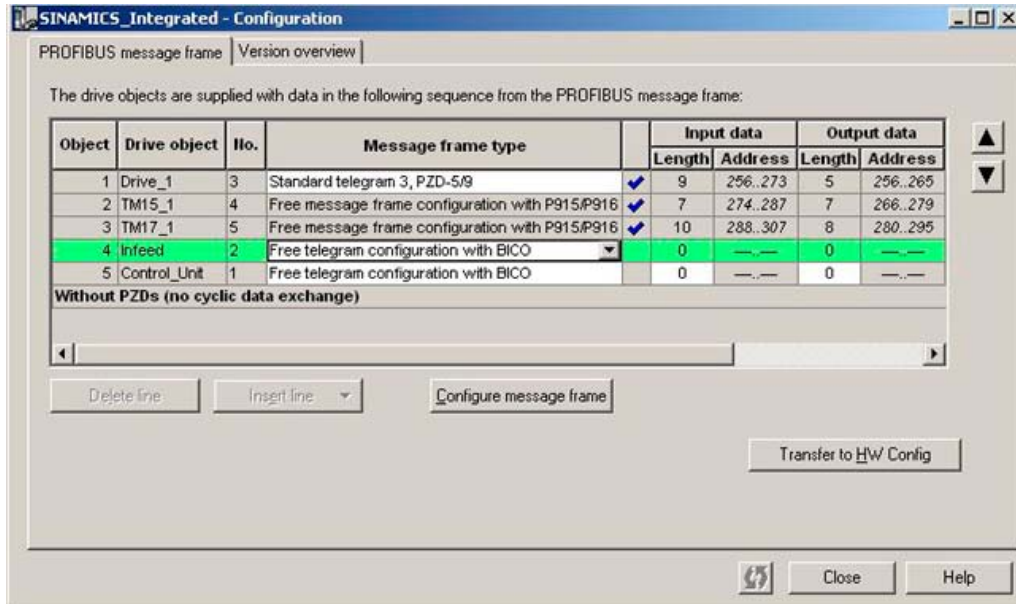 SINAMICS_Integrated - Configuration
PROFIBUS message frame Version overview
The drive objects are supplied with data in the following sequence from the PROFIBUS message frame:
Object Drive object No. Message frame type Input data Output data
Length Address Length Address
1 Drive_1 3 Standard telegram 3, PZD-5/9 9 256..273 5 256..265
2 TM15_1 4 Free message frame configuration with P915/P916 7 274..287 7 266..279
3 TM17_1 5 Free message frame configuration with P915/P916 10 288..307 8 280..295
4 Infeed 2 Free telegram configuration with BICO 0 ---..--- 0 ---..---
5 Control_Unit 1 Free telegram configuration with BICO 0 ---..--- 0 ---..---
Without PZDs (no cyclic data exchange)
Delete line Insert line Configure message frame
Transfer to HW Config
Close Help